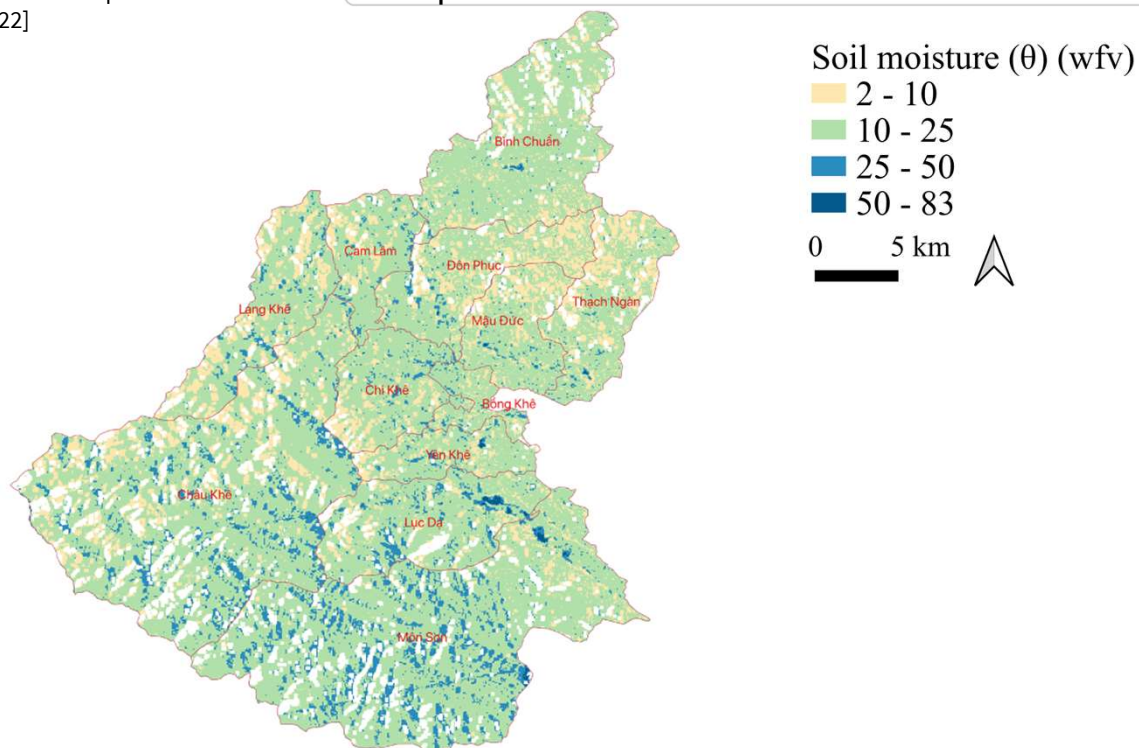 22]
Soil moisture (θ) (wfv)
2 - 10
10 - 25
25 - 50
50 - 83
0 5 km
Bình Chuẩn
Cam Lâm
Đôn Phục
Thạch Ngàn
Lạng Khê
Mậu Đức
Chi Khê
Bồng Khê
Yên Khê
Châu Khê
Lục Dạ
Môn Sơn